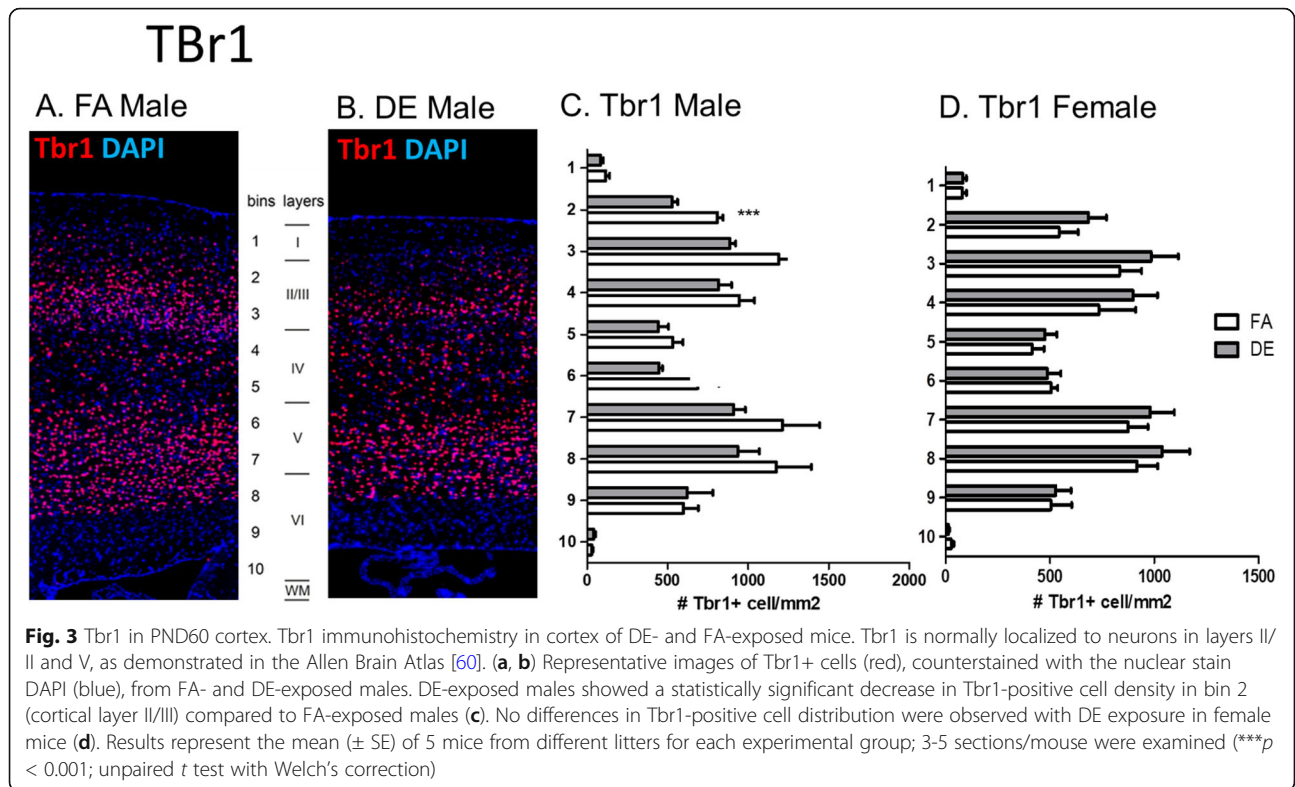 TBr1
A. FA Male
B. DE Male
C. Tbr1 Male
D. Tbr1 Female
Tbr1 DAPI
Tbr1 DAPI
bins layers
1 I
2
II/III
3
4
IV
5
6
V
7
8
VI
9
10
WM
1
2 ***
3
4
5
6
7
8
9
10
0 500 1000 1500 2000
# Tbr1+ cell/mm2
1
2
3
4
5
6
7
8
9
10
0 500 1000 1500
# Tbr1+ cell/mm2
FA
DE
Fig. 3 Tbr1 in PND60 cortex. Tbr1 immunohistochemistry in cortex of DE- and FA-exposed mice. Tbr1 is normally localized to neurons in layers II/
II and V, as demonstrated in the Allen Brain Atlas [60]. (a, b) Representative images of Tbr1+ cells (red), counterstained with the nuclear stain
DAPI (blue), from FA- and DE-exposed males. DE-exposed males showed a statistically significant decrease in Tbr1-positive cell density in bin 2
(cortical layer II/III) compared to FA-exposed males (c). No differences in Tbr1-positive cell distribution were observed with DE exposure in female
mice (d). Results represent the mean (± SE) of 5 mice from different litters for each experimental group; 3-5 sections/mouse were examined (***p
< 0.001; unpaired t test with Welch's correction)